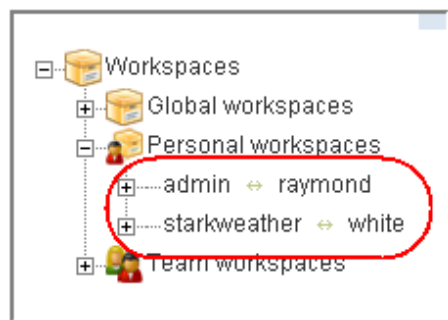 Workspaces
Global workspaces
Personal workspaces
admin ↔ raymond
starkweather ↔ white
Team workspaces